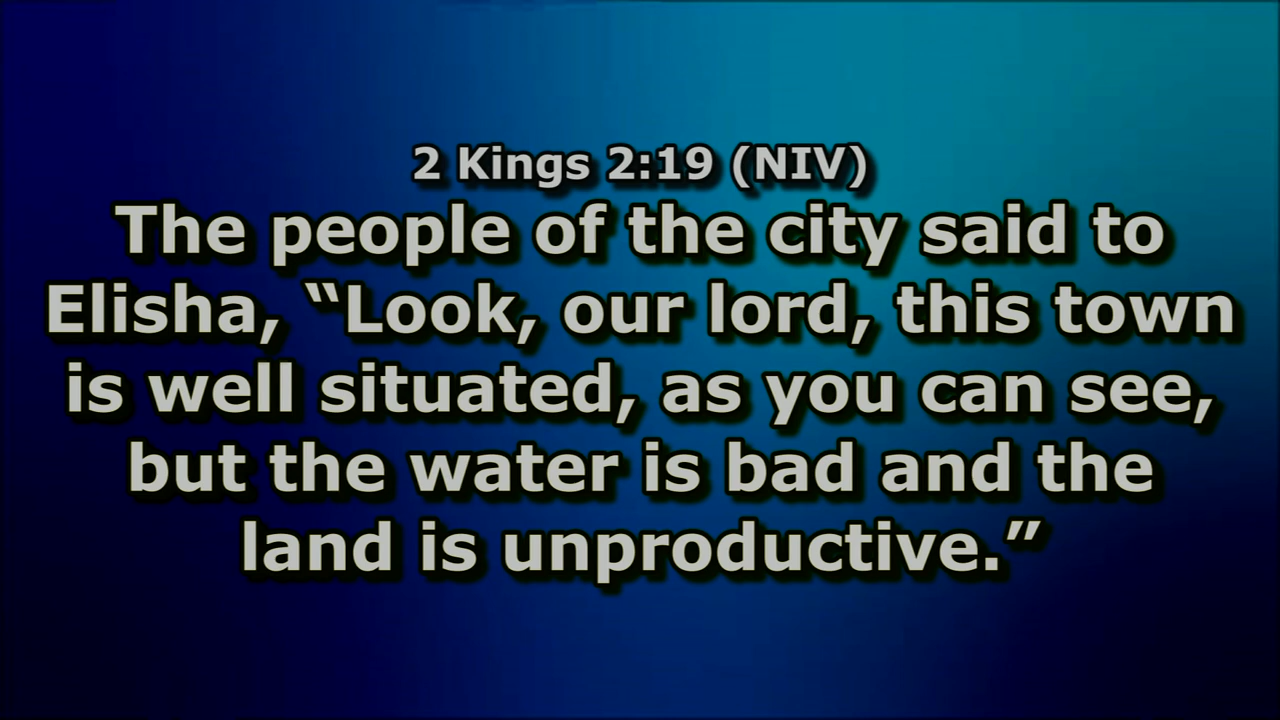 2 Kings 2:19 (NIV)
The people of the city said to
Elisha, “Look, our lord, this town
is well situated, as you can see,
but the water is bad and the
land is unproductive.”